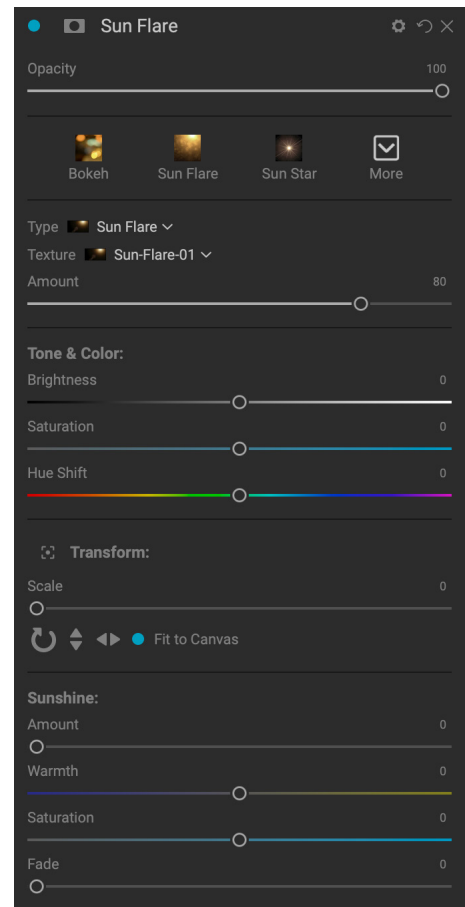 Sun Flare
Opacity 100
Bokeh Sun Flare Sun Star More
Type Sun Flare
Texture Sun-Flare-01
Amount 80
Tone & Color:
Brightness 0
Saturation 0
Hue Shift 0
Transform:
Scale 0
Fit to Canvas
Sunshine:
Amount 0
Warmth 0
Saturation 0
Fade 0